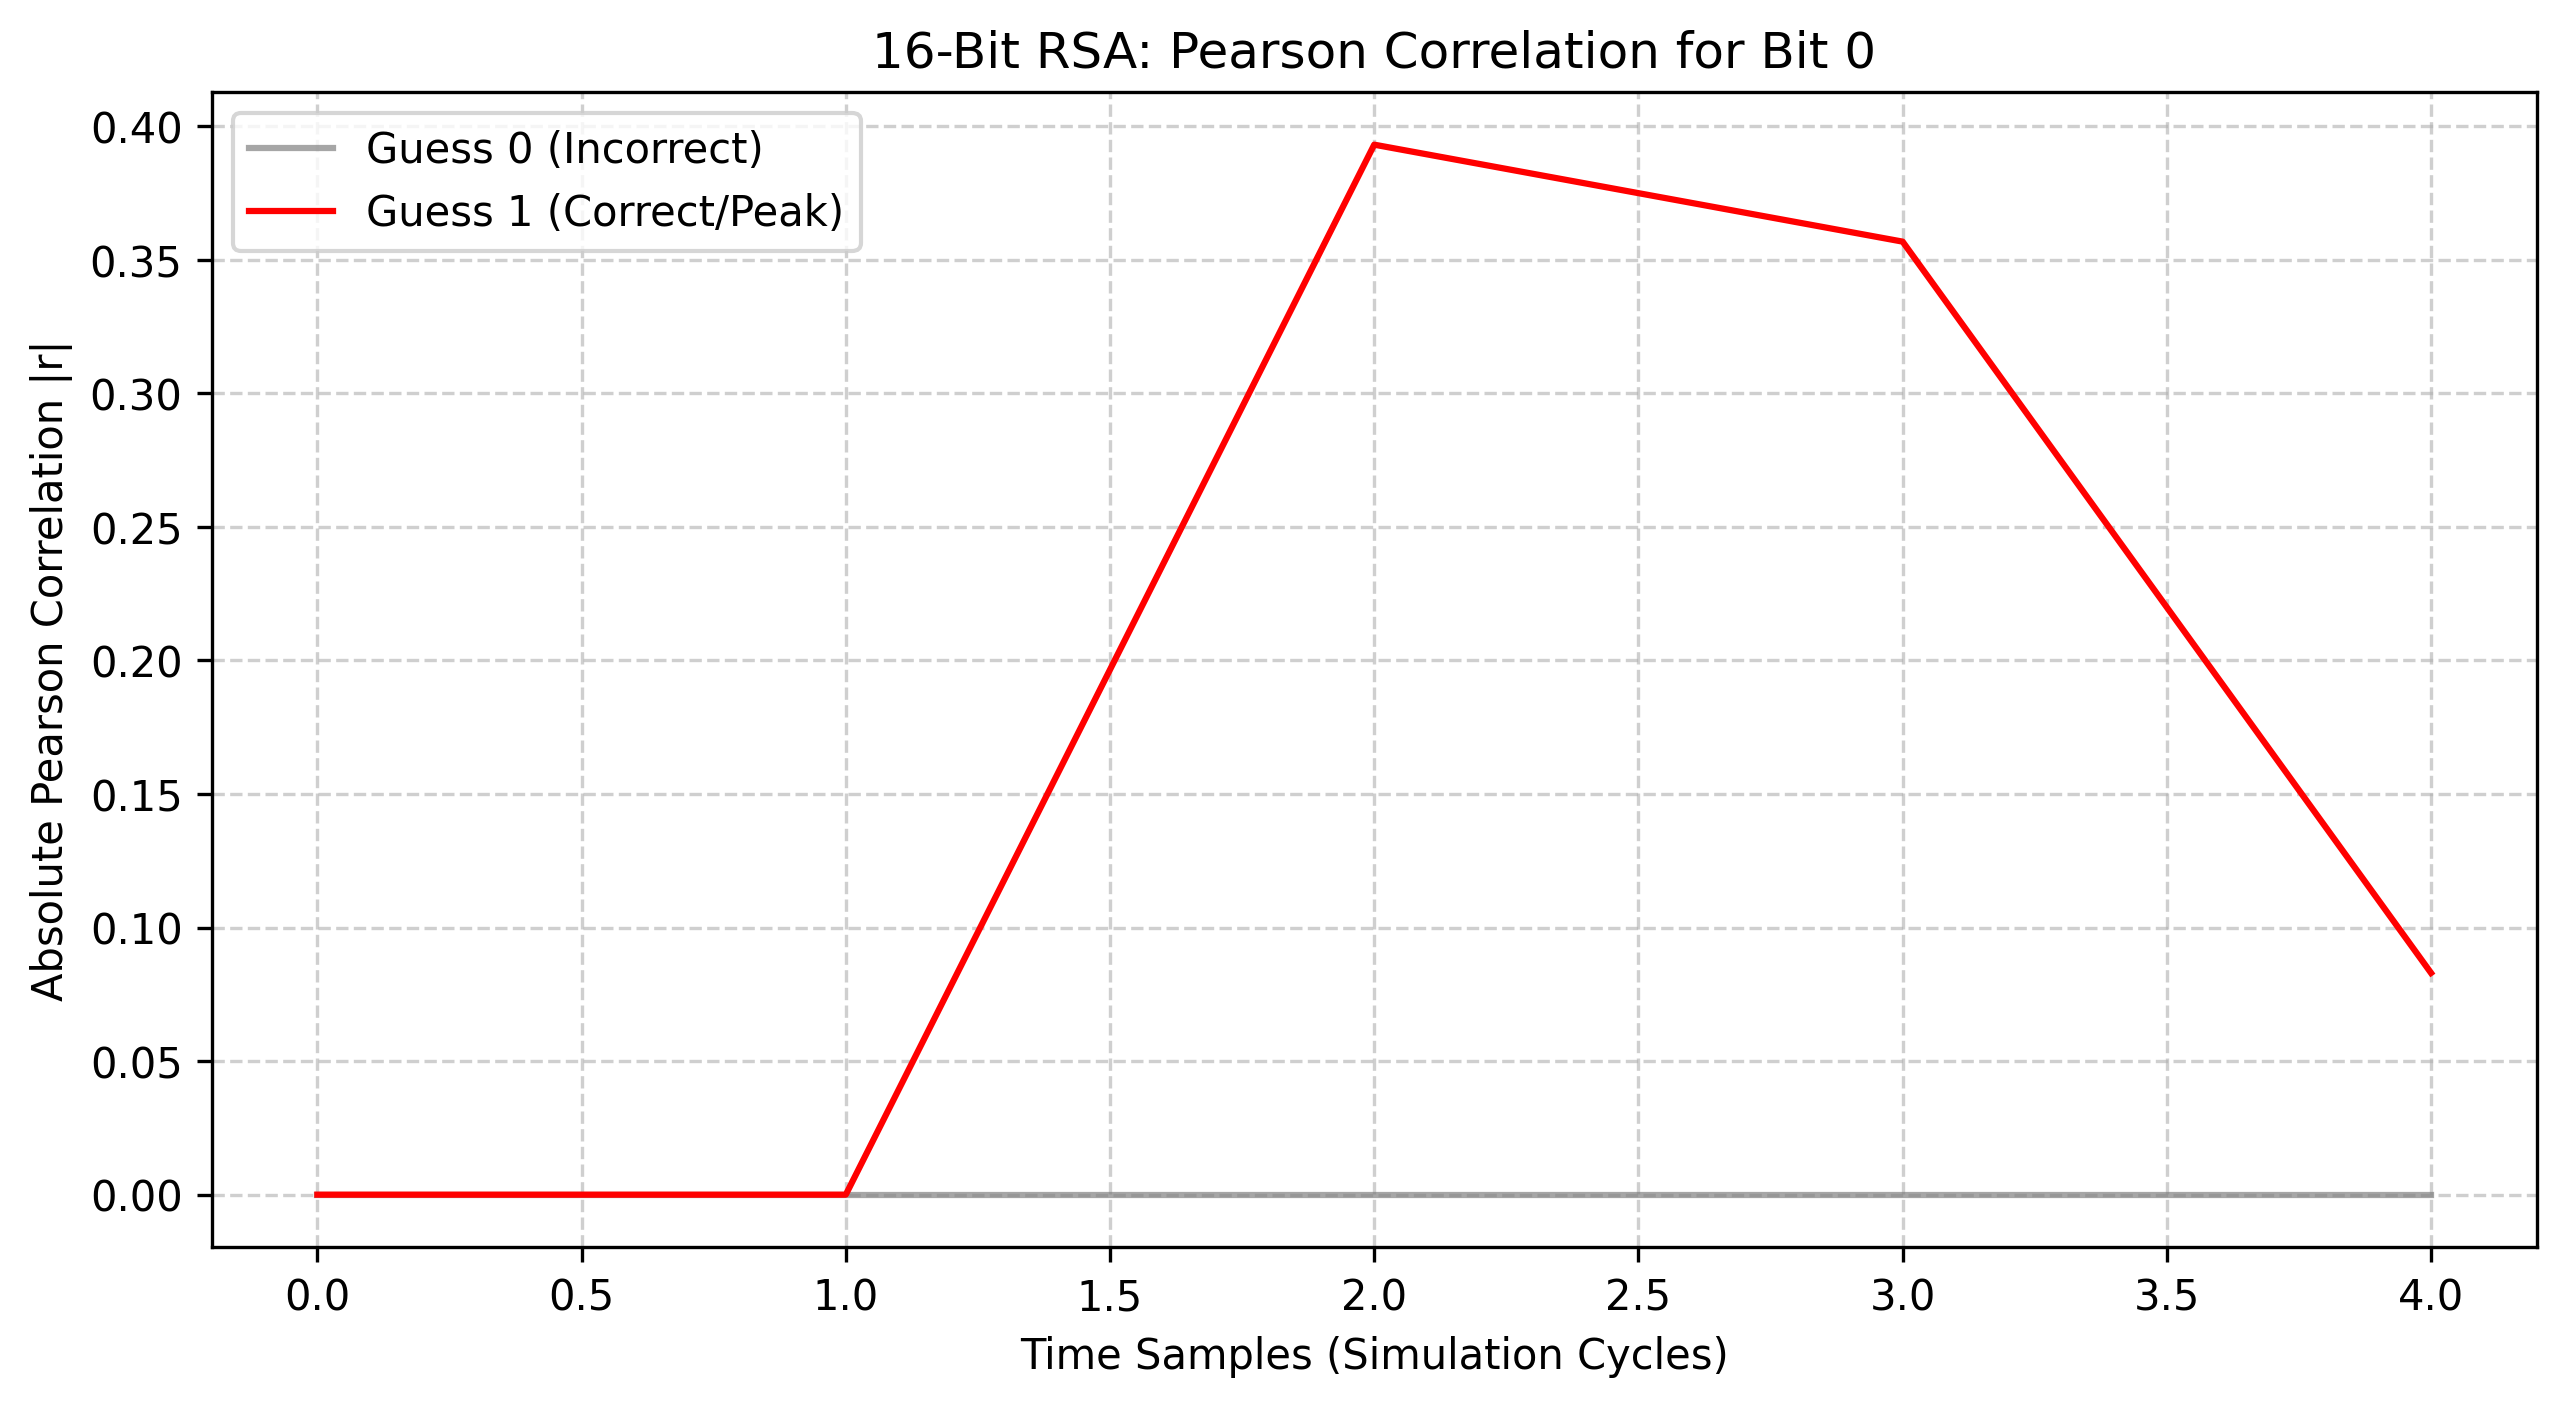 16-Bit RSA: Pearson Correlation for Bit 0
Guess 0 (Incorrect)
Guess 1 (Correct/Peak)
Absolute Pearson Correlation |r|
0.40
0.35
0.30
0.25
0.20
0.15
0.10
0.05
0.00
0.0 0.5 1.0 1.5 2.0 2.5 3.0 3.5 4.0
Time Samples (Simulation Cycles)